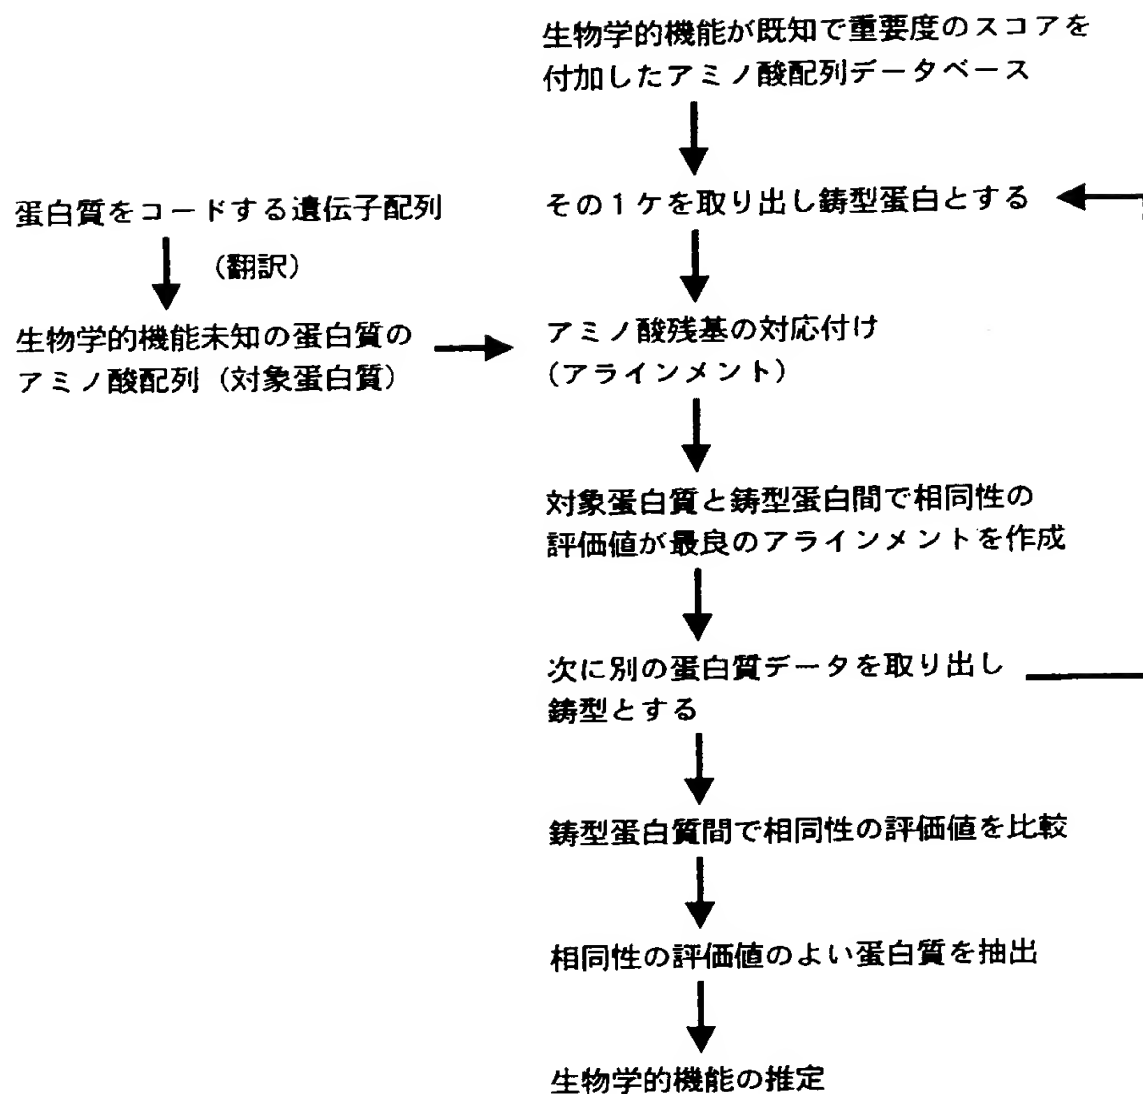 生物学的機能が既知で重要度のスコアを
付加したアミノ酸配列データベース
その1ケを取り出し鋳型蛋白とする
蛋白質をコードする遺伝子配列
(翻訳)
生物学的機能未知の蛋白質の
アミノ酸配列(対象蛋白質)
アミノ酸残基の対応付け
(アラインメント)
対象蛋白質と鋳型蛋白間で相同性の
評価値が最良のアラインメントを作成
次に別の蛋白質データを取り出し
鋳型とする
鋳型蛋白質間で相同性の評価値を比較
相同性の評価値のよい蛋白質を抽出
生物学的機能の推定